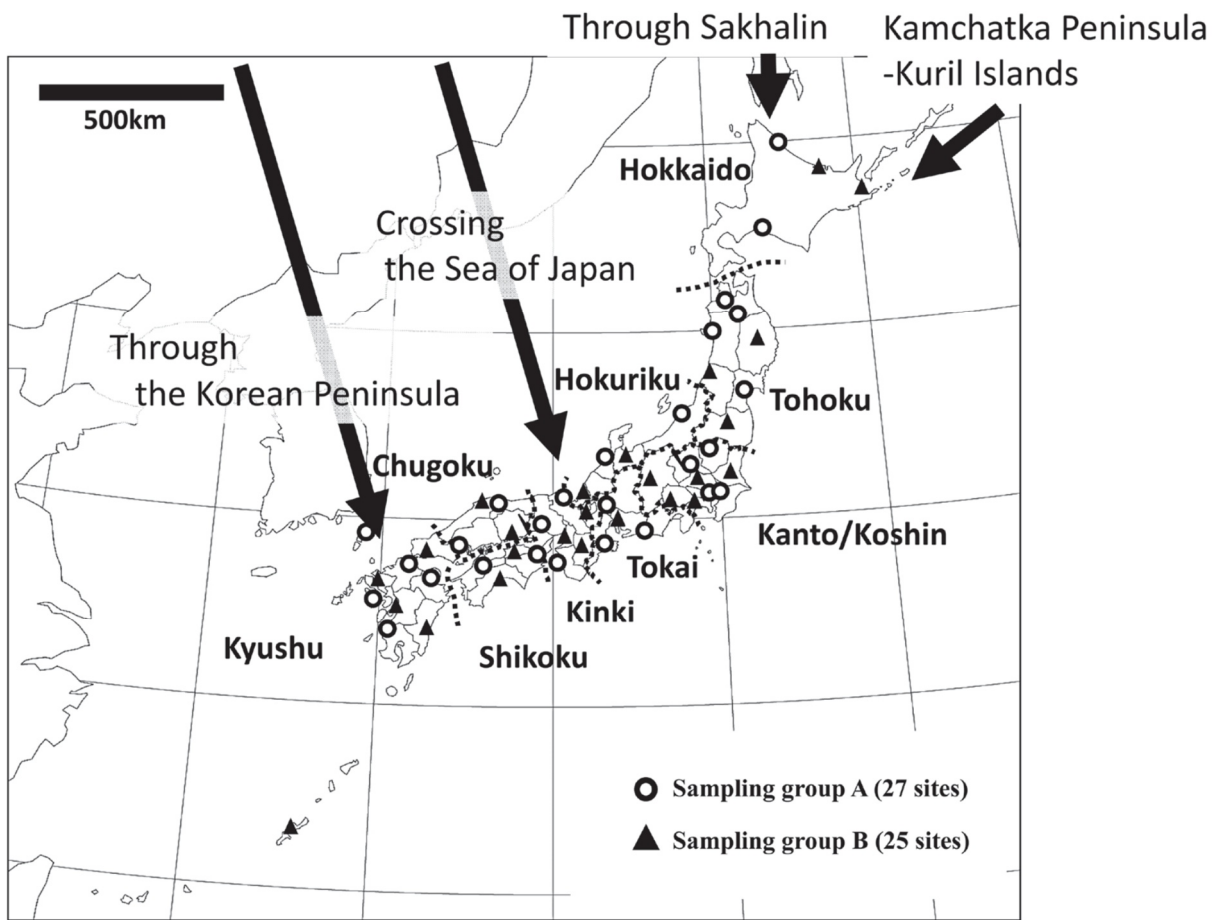 Through Sakhalin
Kamchatka Peninsula
-Kuril Islands
500km
Hokkaido
Crossing
the Sea of Japan
Through
the Korean Peninsula
Hokuriku
Tohoku
Chugoku
Kanto/Koshin
Tokai
Kinki
Kyushu
Shikoku
Sampling group A (27 sites)
Sampling group B (25 sites)